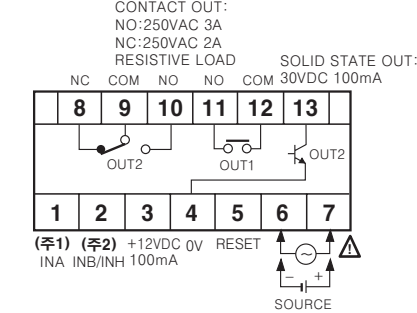 CONTACT OUT:
NO:250VAC 3A
NC:250VAC 2A
RESISTIVE LOAD
SOLID STATE OUT:
30VDC 100mA
NC COM NO NO COM
8 9 10 11 12 13
OUT2 OUT1 OUT2
1 2 3 4 5 6 7
(주1) (주2) +12VDC 0V RESET
INA INB/INH 100mA
− +
SOURCE